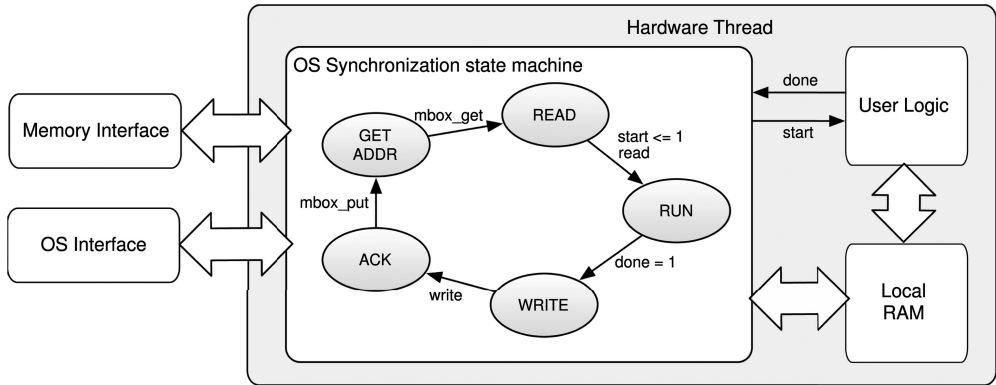 Hardware Thread
OS Synchronization state machine
Memory Interface
OS Interface
GET
ADDR
mbox_get
READ
start <= 1
read
RUN
done = 1
WRITE
write
ACK
mbox_put
done
start
User Logic
Local
RAM